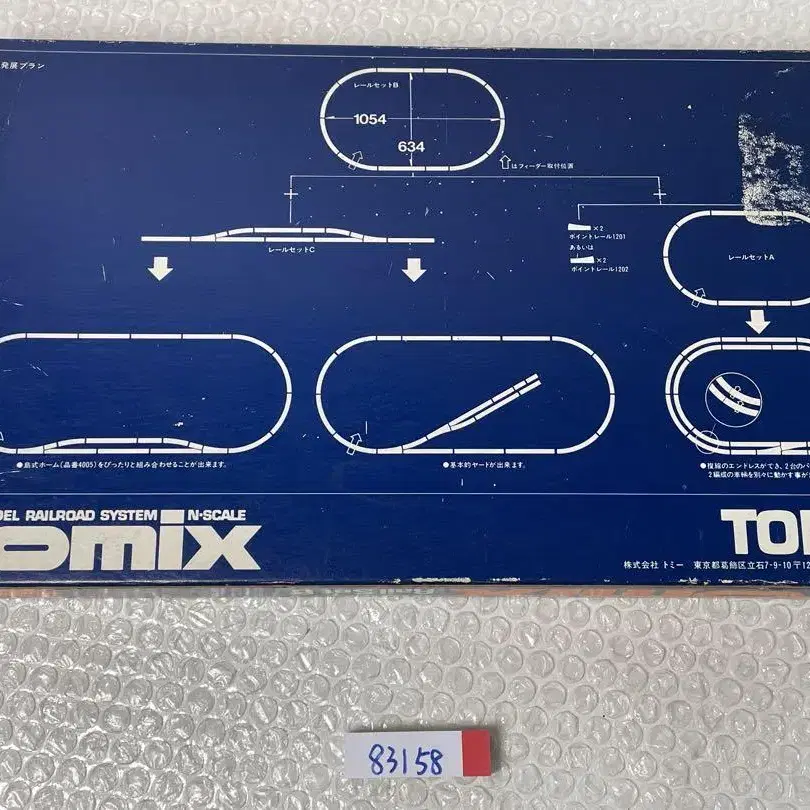 発展プラン
レールセットB
1054
634
はフィーダー取付位置
×2
ポイントレール1201
あるいは
×2
ポイントレール1202
レールセットC
レールセットA
●島式ホーム(品番4005)をぴったりと組み合わせることが出来ます。
●基本的ヤードが出来ます。
●複線のエンドレスができ、2台のパ
2編成の車輌を別々に動かす事が
DEL RAILROAD SYSTEM N-SCALE
omix
TO
株式会社 トミー 東京都葛飾区立石7-9-10 〒12
83158